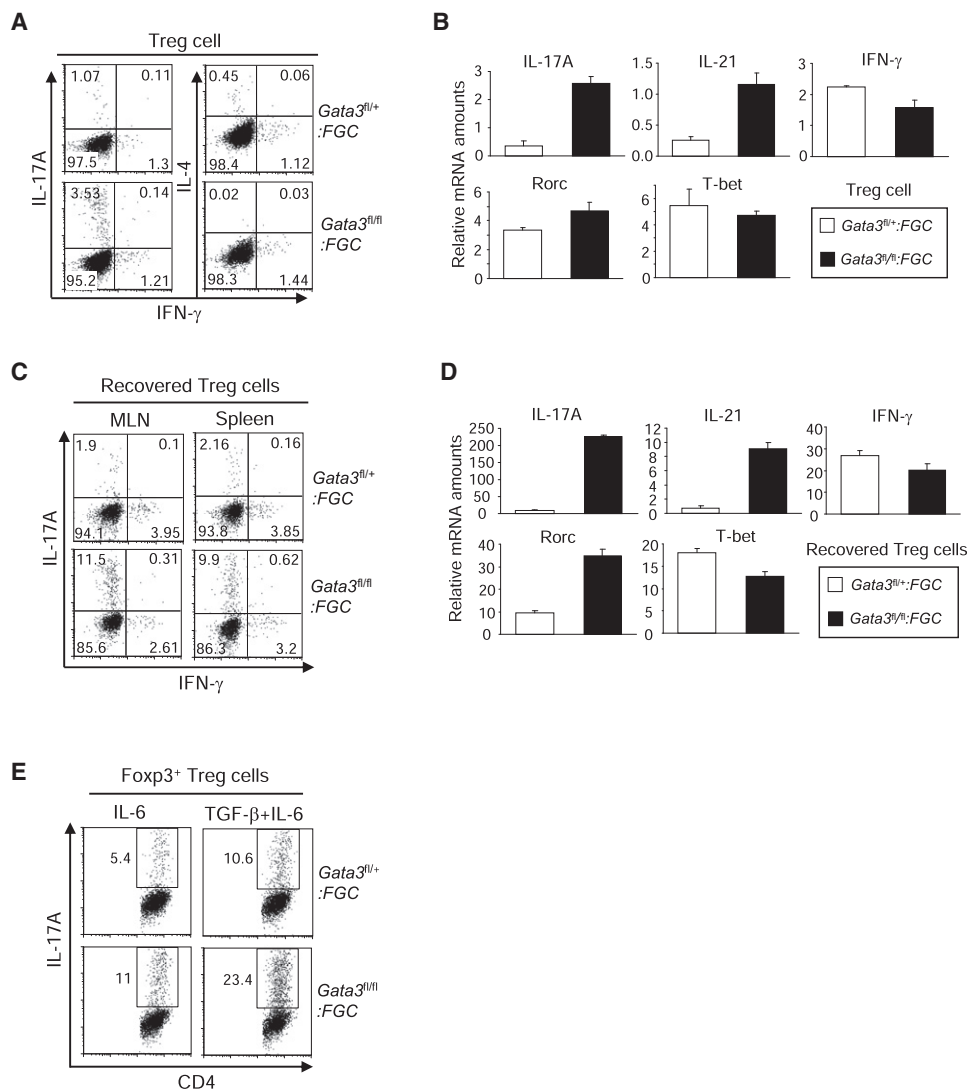 A
Treg cell
IL-17A
1.07 0.11
97.5 1.3
IL-4
0.45 0.06
98.4 1.12
Gata3fl/+
:FGC
3.53 0.14
95.2 1.21
0.02 0.03
98.3 1.44
Gata3fl/fl
:FGC
IFN-γ
B
Relative mRNA amounts
IL-17A
3
2
1
0
IL-21
1.5
1.0
0.5
0.0
IFN-γ
3
2
1
0
Rorc
6
4
2
0
T-bet
6
4
2
0
Treg cell
Gata3fl/+:FGC
Gata3fl/fl:FGC
C
Recovered Treg cells
MLN Spleen
IL-17A
1.9 0.1
94.1 3.95
2.16 0.16
93.8 3.85
Gata3fl/+
:FGC
11.5 0.31
85.6 2.61
9.9 0.62
86.3 3.2
Gata3fl/fl
:FGC
IFN-γ
D
Relative mRNA amounts
IL-17A
250
200
150
100
50
0
IL-21
12
10
8
6
4
2
0
IFN-γ
40
30
20
10
0
Rorc
40
30
20
10
0
T-bet
20
15
10
5
0
Recovered Treg cells
Gata3fl/+:FGC
Gata3fl/fl:FGC
E
Foxp3+ Treg cells
IL-6 TGF-β+IL-6
IL-17A
5.4
10.6
Gata3fl/+
:FGC
11
23.4
Gata3fl/fl
:FGC
CD4